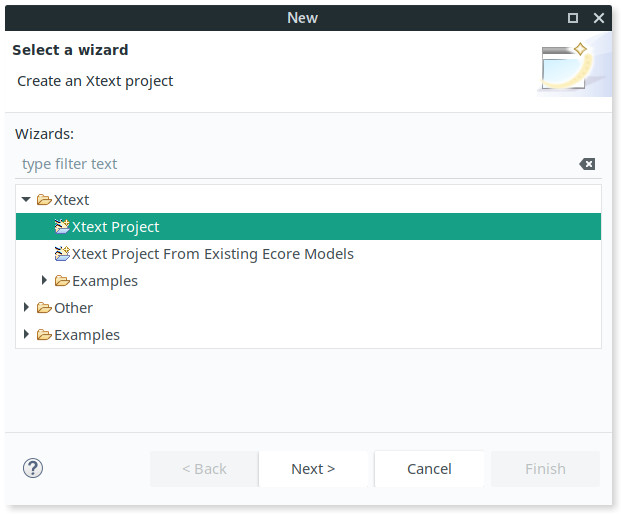 New
Select a wizard
Create an Xtext project
Wizards:
type filter text
Xtext
Xtext Project
Xtext Project From Existing Ecore Models
Examples
Other
Examples
?
< Back Next > Cancel Finish